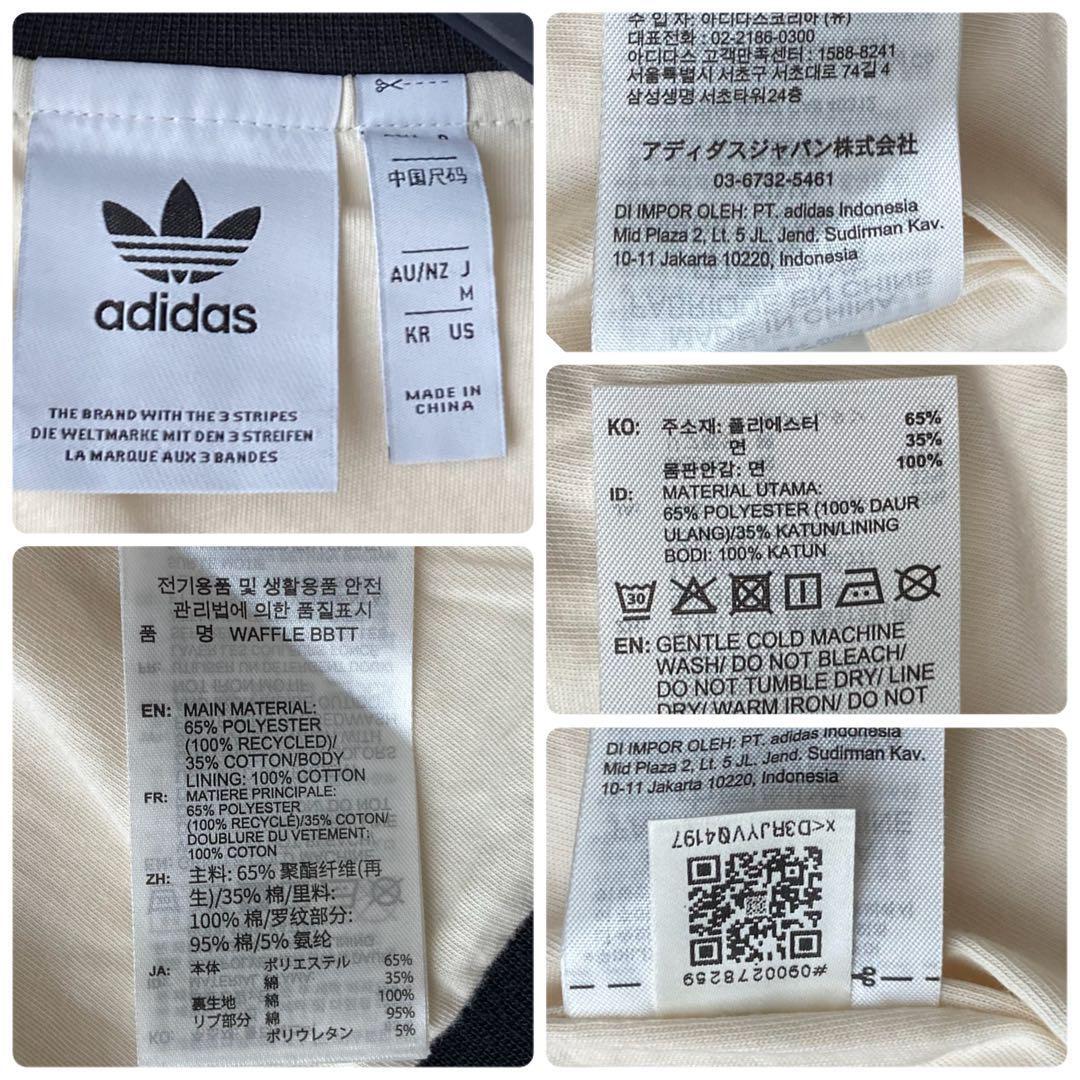 adidas
THE BRAND WITH THE 3 STRIPES
DIE WELTMARKE MIT DEN 3 STREIFEN
LA MARQUE AUX 3 BANDES
中国尺码
AU/NZ J
M
KR US
MADE IN
CHINA
수 입 자: 아디다스코리아 (유)
대표전화 : 02-2186-0300
아디다스 고객만족센터 : 1588-8241
서울특별시 서초구 서초대로 74길 4
삼성생명 서초타워24층
アディダスジャパン株式会社
03-6732-5461
DI IMPOR OLEH: PT. adidas Indonesia
Mid Plaza 2, Lt. 5 JL. Jend. Sudirman Kav.
10-11 Jakarta 10220, Indonesia
KO: 주소재: 폴리에스터 65%
면 35%
몸판안감: 면 100%
ID: MATERIAL UTAMA:
65% POLYESTER (100% DAUR
ULANG)/35% KATUN/LINING
BODI: 100% KATUN
30
EN: GENTLE COLD MACHINE
WASH/ DO NOT BLEACH/
DO NOT TUMBLE DRY/ LINE
DRY/ WARM IRON/ DO NOT
전기용품 및 생활용품 안전
관리법에 의한 품질표시
품 명 WAFFLE BBTT
EN: MAIN MATERIAL:
65% POLYESTER
(100% RECYCLED)/
35% COTTON/BODY
LINING: 100% COTTON
FR: MATIERE PRINCIPALE:
65% POLYESTER
(100% RECYCLÉ)/35% COTON/
DOUBLURE DU VETEMENT:
100% COTON
ZH: 主料: 65% 聚酯纤维(再
生)/35% 棉/里料:
100% 棉/罗纹部分:
95% 棉/5% 氨纶
JA: 本体 ポリエステル 65%
綿 35%
裏生地 綿 100%
リブ部分 綿 95%
ポリウレタン 5%
DI IMPOR OLEH: PT. adidas Indonesia
Mid Plaza 2, Lt. 5 JL. Jend. Sudirman Kav.
10-11 Jakarta 10220, Indonesia
x<D3RJYV04197
#0900278259